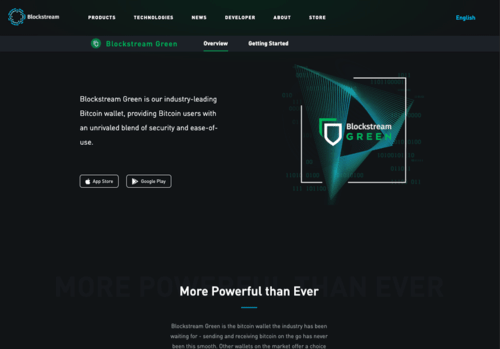 Blockstream
PRODUCTS TECHNOLOGIES NEWS DEVELOPER ABOUT STORE English
Blockstream Green Overview Getting Started
Blockstream Green is our industry-leading
Bitcoin wallet, providing Bitcoin users with
an unrivaled blend of security and ease-of-
use.
Blockstream
GREEN
App Store Google Play
MORE POWERFUL THAN EVER
More Powerful than Ever
Blockstream Green is the bitcoin wallet the industry has been
waiting for - sending and receiving bitcoin on the go has never
been this smooth. Other wallets on the market offer a choice